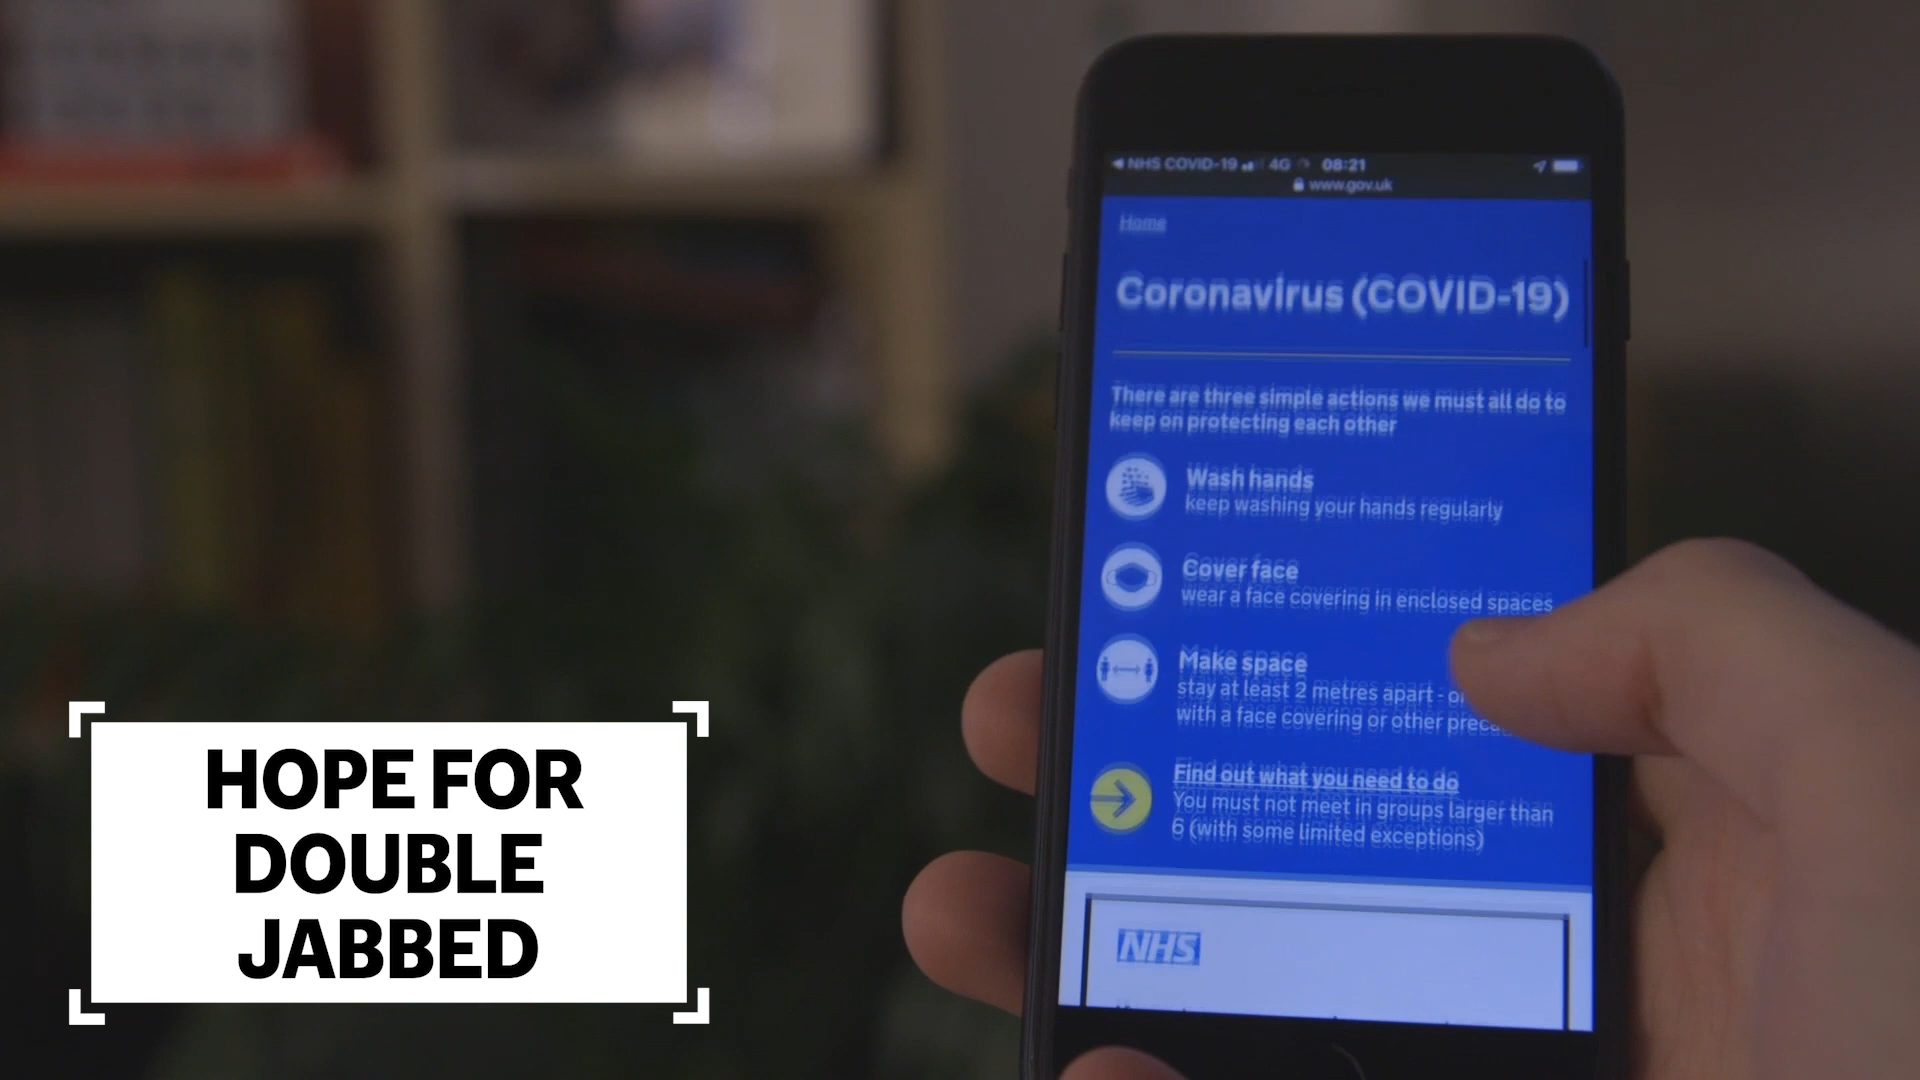 NHS COVID-19 4G 08:21
www.gov.uk
Home
Coronavirus (COVID-19)
There are three simple actions we must all do to
keep on protecting each other
Wash hands
keep washing your hands regularly
Cover face
wear a face covering in enclosed spaces
Make space
stay at least 2 metres apart - or
with a face covering or other
Find out what you need to do
You must not meet in groups larger than
6 (with some limited exceptions)
NHS
HOPE FOR
DOUBLE
JABBED